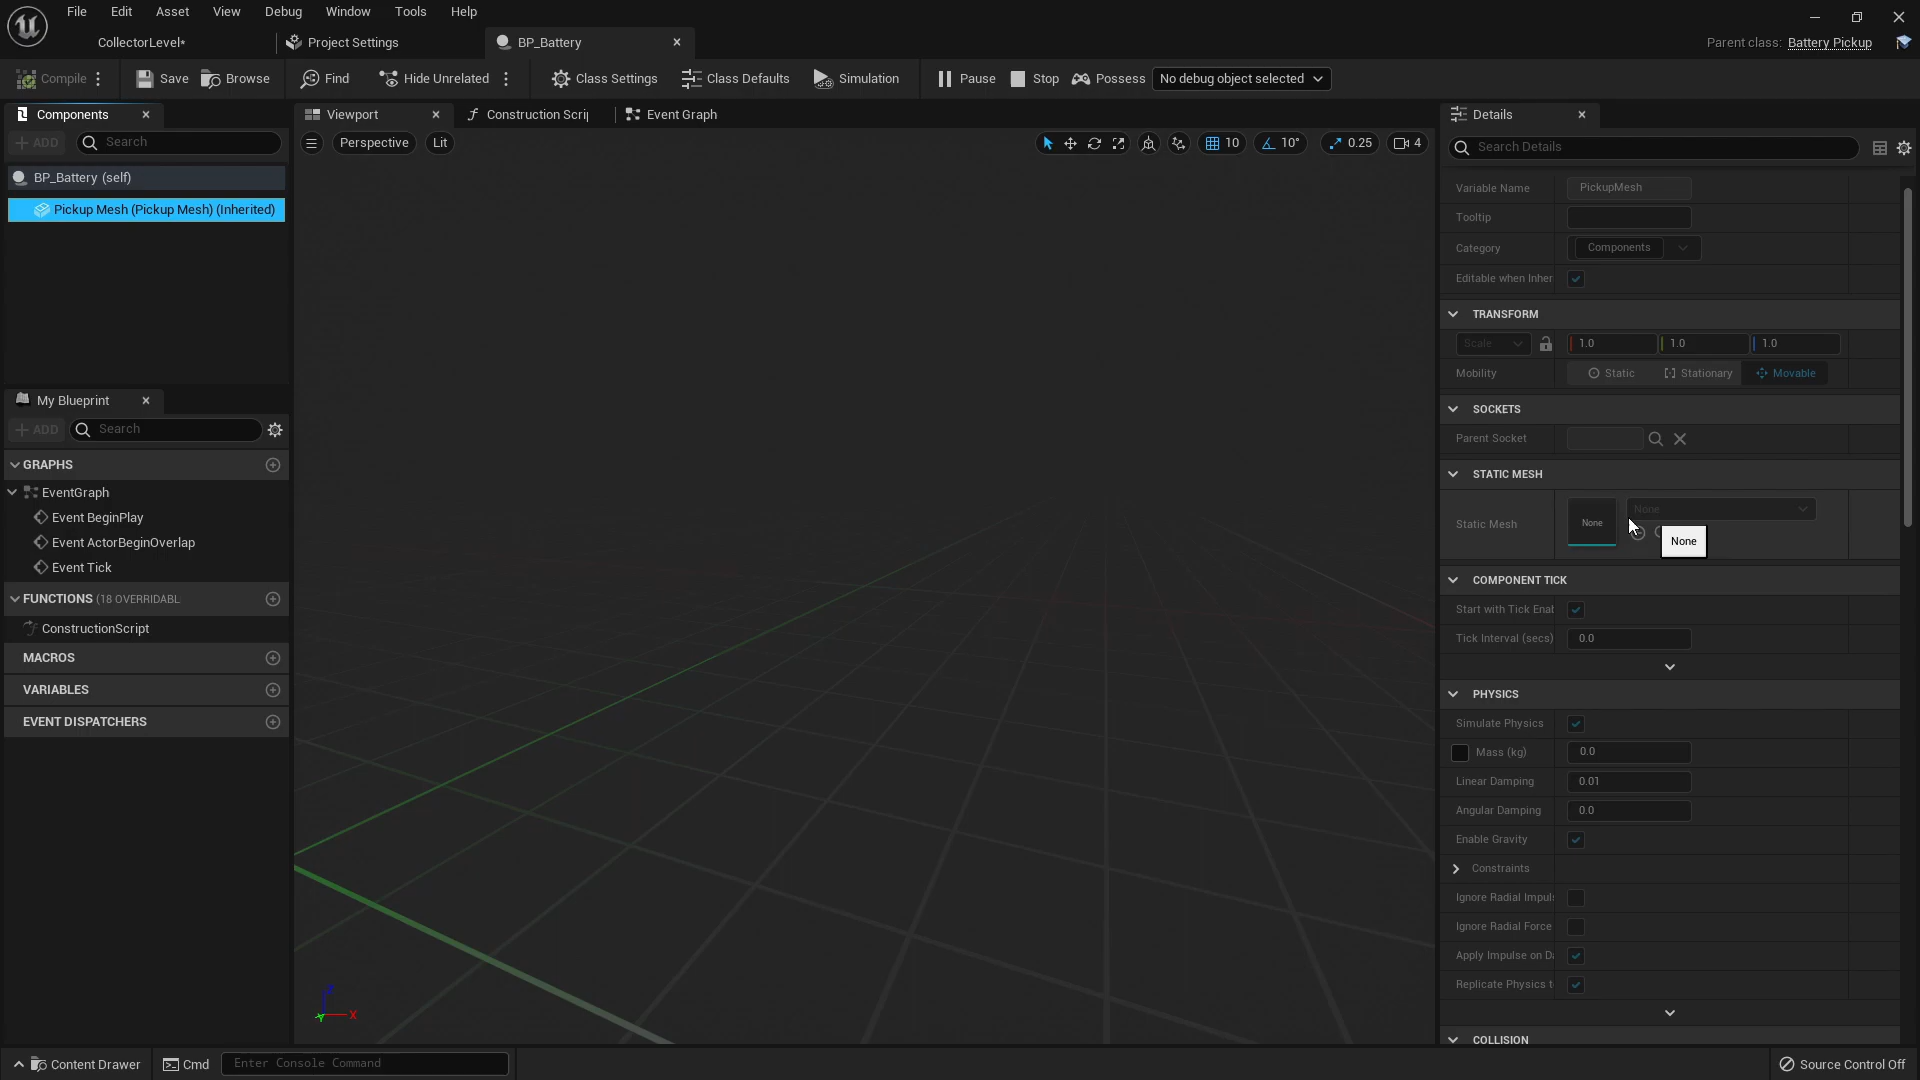 File Edit Asset View Debug Window Tools Help
CollectorLevel* Project Settings BP_Battery Parent class: Battery Pickup
Compile Save Browse Find Hide Unrelated Class Settings Class Defaults Simulation Pause Stop Possess No debug object selected
Components Viewport Construction Scri Event Graph Details
ADD Search Perspective Lit 10 10° 0.25 4 Search Details
BP_Battery (self)
Pickup Mesh (Pickup Mesh) (Inherited)
Variable Name PickupMesh
Tooltip
Category Components
Editable when Inher
TRANSFORM
Scale 1.0 1.0 1.0
Mobility Static Stationary Movable
SOCKETS
Parent Socket
STATIC MESH
Static Mesh None None
None
COMPONENT TICK
Start with Tick Enat
Tick Interval (secs) 0.0
PHYSICS
Simulate Physics
Mass (kg) 0.0
Linear Damping 0.01
Angular Damping 0.0
Enable Gravity
Constraints
Ignore Radial Impul
Ignore Radial Force
Apply Impulse on D
Replicate Physics t
COLLISION
My Blueprint
ADD Search
GRAPHS
EventGraph
Event BeginPlay
Event ActorBeginOverlap
Event Tick
FUNCTIONS (18 OVERRIDABL
ConstructionScript
MACROS
VARIABLES
EVENT DISPATCHERS
Z
Y X
Content Drawer Cmd Enter Console Command Source Control Off